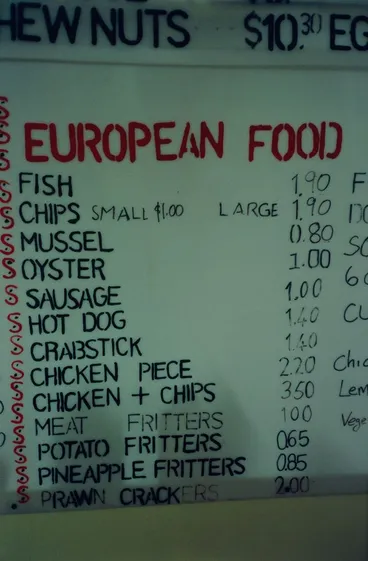 HEW NUTS $10.30 EG
EUROPEAN FOOD
FISH 1.90 F
CHIPS SMALL $1.00 LARGE 1.90
MUSSEL 0.80
OYSTER 1.00
SAUSAGE 1.00
HOT DOG 1.40
CRABSTICK 1.40
CHICKEN PIECE 2.20 Chic
CHICKEN + CHIPS 3.50 Lem
MEAT FRITTERS 1.00 Vege
POTATO FRITTERS 0.65
PINEAPPLE FRITTERS 0.85
PRAWN CRACKERS 2.00